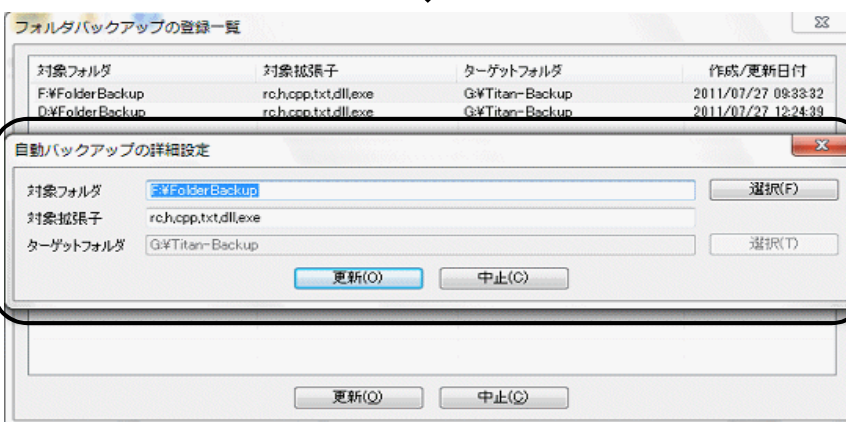 フォルダバックアップの登録一覧
対象フォルダ 対象拡張子 ターゲットフォルダ 作成/更新日付
F:¥FolderBackup rc,h,cpp,txt,dll,exe G:¥Titan-Backup 2011/07/27 09:33:32
D:¥FolderBackup rc,h,cpp,txt,dll,exe G:¥Titan-Backup 2011/07/27 12:24:39
自動バックアップの詳細設定
対象フォルダ F:¥FolderBackup 選択(F)
対象拡張子 rc,h,cpp,txt,dll,exe
ターゲットフォルダ G:¥Titan-Backup 選択(T)
更新(O) 中止(C)
更新(O) 中止(C)